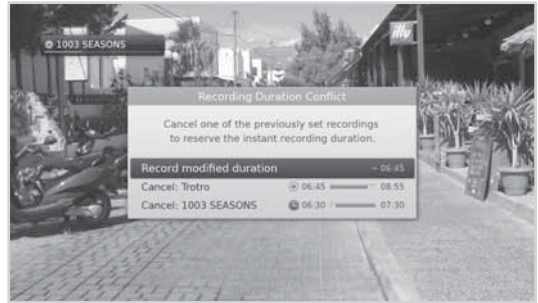 1003 SEASONS
illy
Recording Duration Conflict
Cancel one of the previously set recordings
to reserve the instant recording duration.
Record modified duration ~ 06:45
Cancel: Trotro 06:45 08:55
Cancel: 1003 SEASONS 06:30 07:30